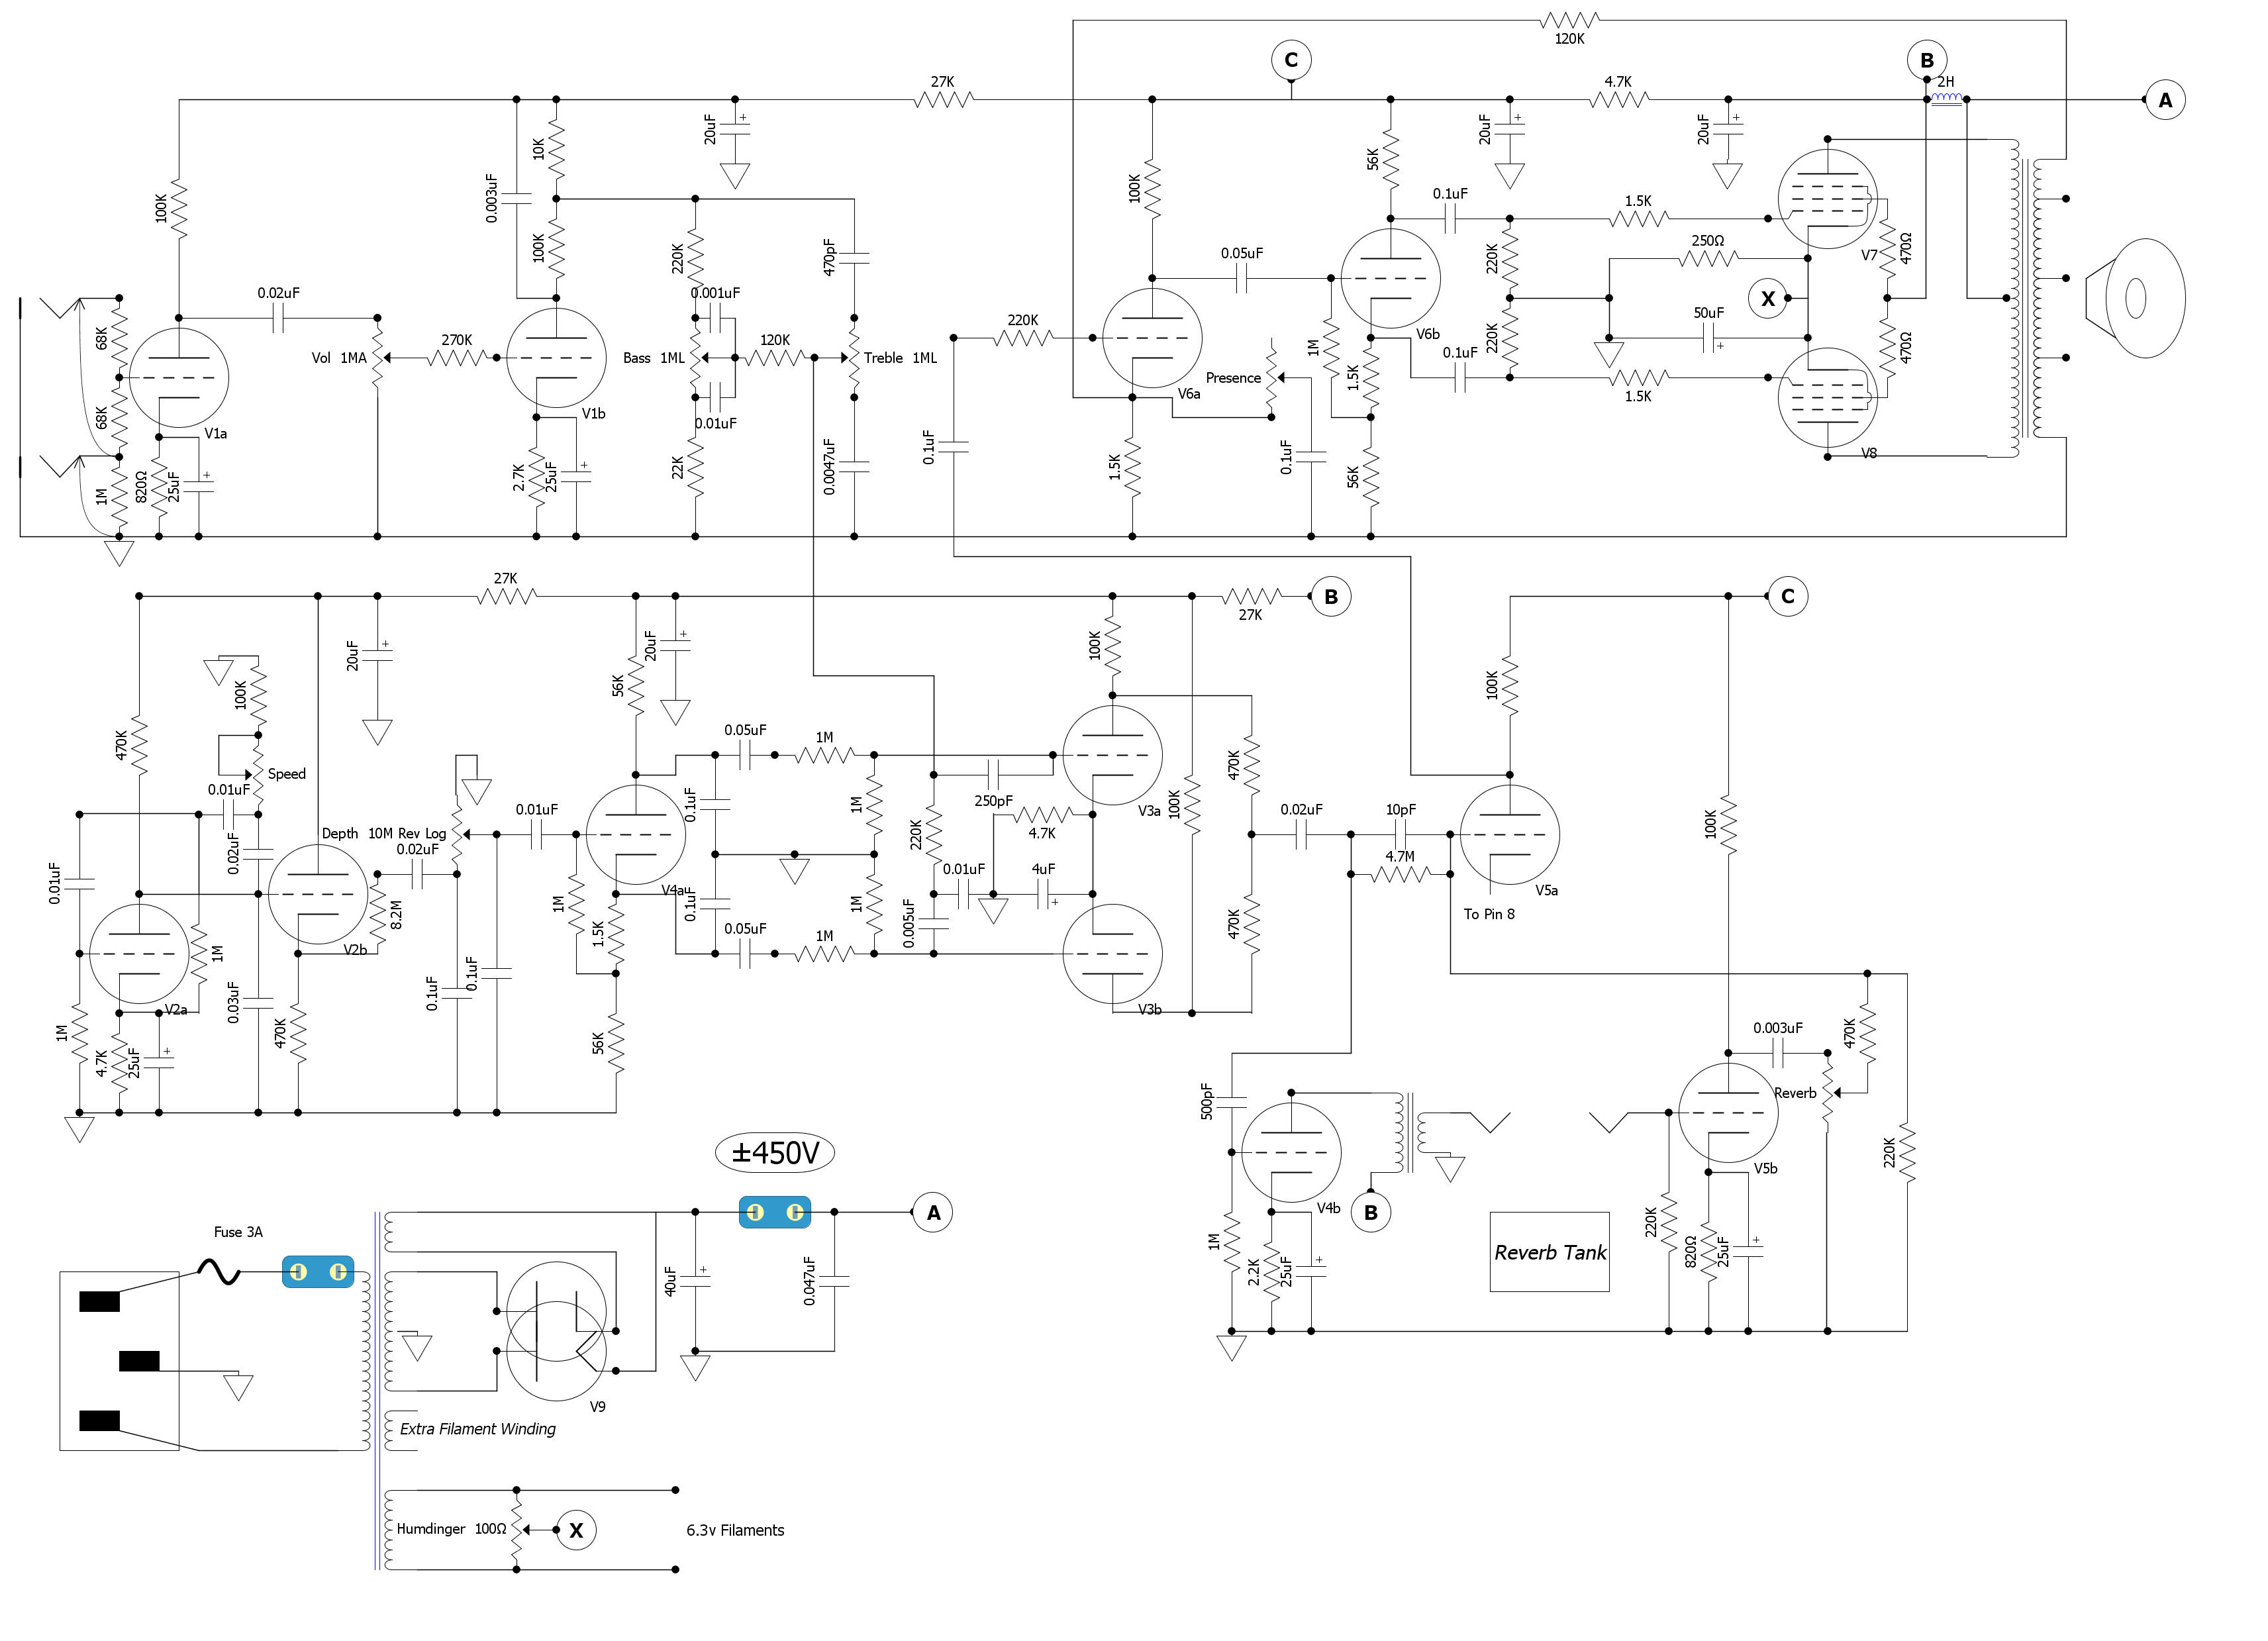 120K
C
B
27K
4.7K
2H
A
20uF
+
20uF
+
20uF
+
10K
56K
0.003uF
100K
100K
0.1uF
1.5K
100K
220K
470pF
220K
250Ω
V7
470Ω
0.05uF
0.02uF
0.001uF
X
50uF
+
68K
270K
120K
220K
V6b
0.1uF
220K
470Ω
Vol 1MA
Bass 1ML
Treble 1ML
1M
Presence
1.5K
V6a
1.5K
68K
V1a
V1b
0.01uF
V8
1M
820Ω
25uF
+
2.7K
25uF
+
22K
0.0047uF
0.1uF
1.5K
0.1uF
56K
27K
B
27K
C
20uF
+
20uF
+
100K
100K
56K
100K
470K
0.05uF
1M
470K
Speed
0.01uF
250pF
V3a
100K
0.1uF
1M
4.7K
0.01uF
0.02uF
10pF
100K
Depth 10M Rev Log
0.02uF
0.02uF
220K
4.7M
0.01uF
V4a
0.01uF
4uF
+
V5a
8.2M
1M
0.1uF
1M
0.005uF
To Pin 8
1M
V2b
1.5K
0.05uF
1M
470K
V2a
0.03uF
0.1uF
0.1uF
V3b
1M
4.7K
25uF
+
470K
56K
0.003uF
470K
500pF
Reverb
±450V
V5b
220K
V4b
B
A
Fuse 3A
1M
2.2K
25uF
+
Reverb Tank
220K
820Ω
25uF
+
40uF
+
0.047uF
V9
Extra Filament Winding
Humdinger 100Ω
X
6.3v Filaments